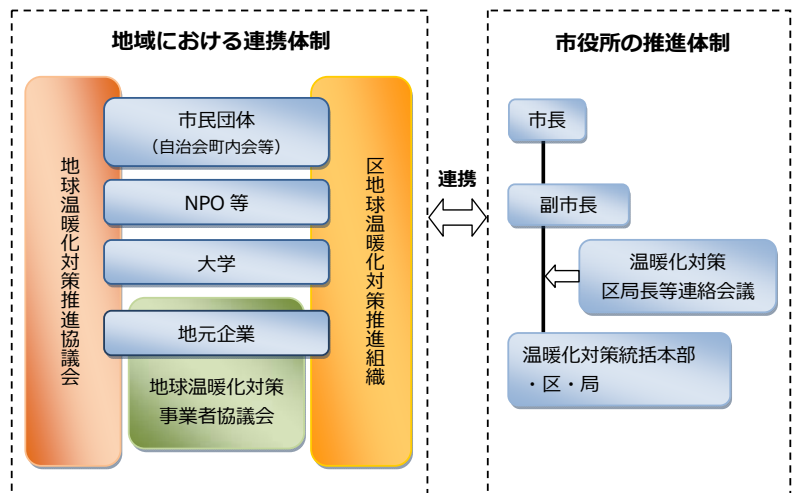 地域における連携体制
地球温暖化対策推進協議会
市民団体
（自治会町内会等）
NPO 等
大学
地元企業
地球温暖化対策
事業者協議会
区地球温暖化対策推進組織
連携
市役所の推進体制
市長
副市長
温暖化対策
区局長等連絡会議
温暖化対策統括本部
・区・局